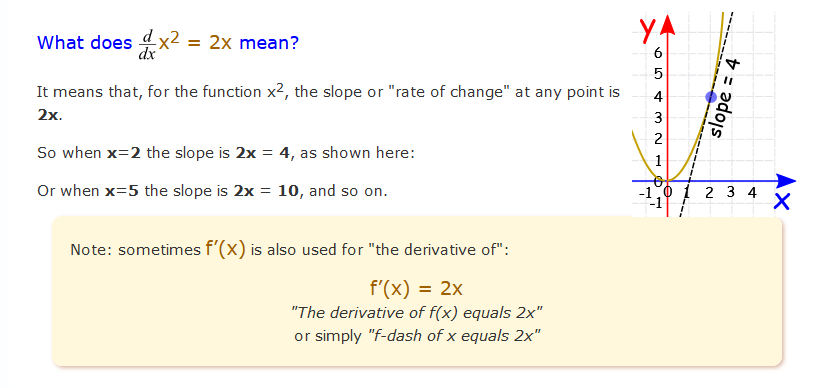 What does d/dx x² = 2x mean?
It means that, for the function x², the slope or "rate of change" at any point is
2x.
So when x=2 the slope is 2x = 4, as shown here:
Or when x=5 the slope is 2x = 10, and so on.
Note: sometimes f’(x) is also used for "the derivative of":
f’(x) = 2x
"The derivative of f(x) equals 2x"
or simply "f-dash of x equals 2x"
Y
6
5
4
3
2
1
0
-1
-1 0 1 2 3 4
X
slope = 4